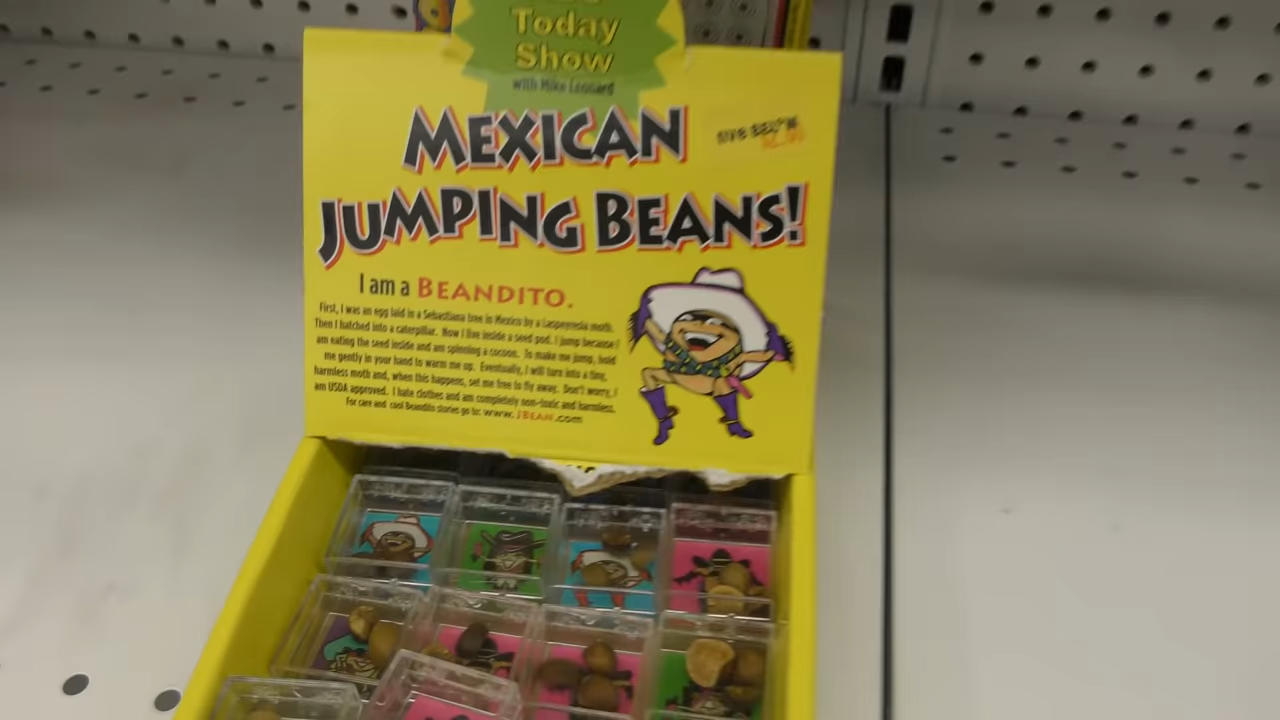 Today
Show
with Mike Leonard
MEXICAN
five BEL*W
JUMPING BEANS!
I am a BEANDITO.
First, I was an egg laid in a Sebastiana tree in Mexico by a Laspeyresia moth.
Then I hatched into a caterpillar. Now I live inside a seed pod. I jump because I
am eating the seed inside and am spinning a cocoon. To make me jump, hold
me gently in your hand to warm me up. Eventually, I will turn into a tiny,
harmless moth and, when this happens, set me free to fly away. Don't worry, I
am USDA approved. I hate clothes and am completely non-toxic and harmless.
For care and cool Beandito stories go to: www.JBEAN.com